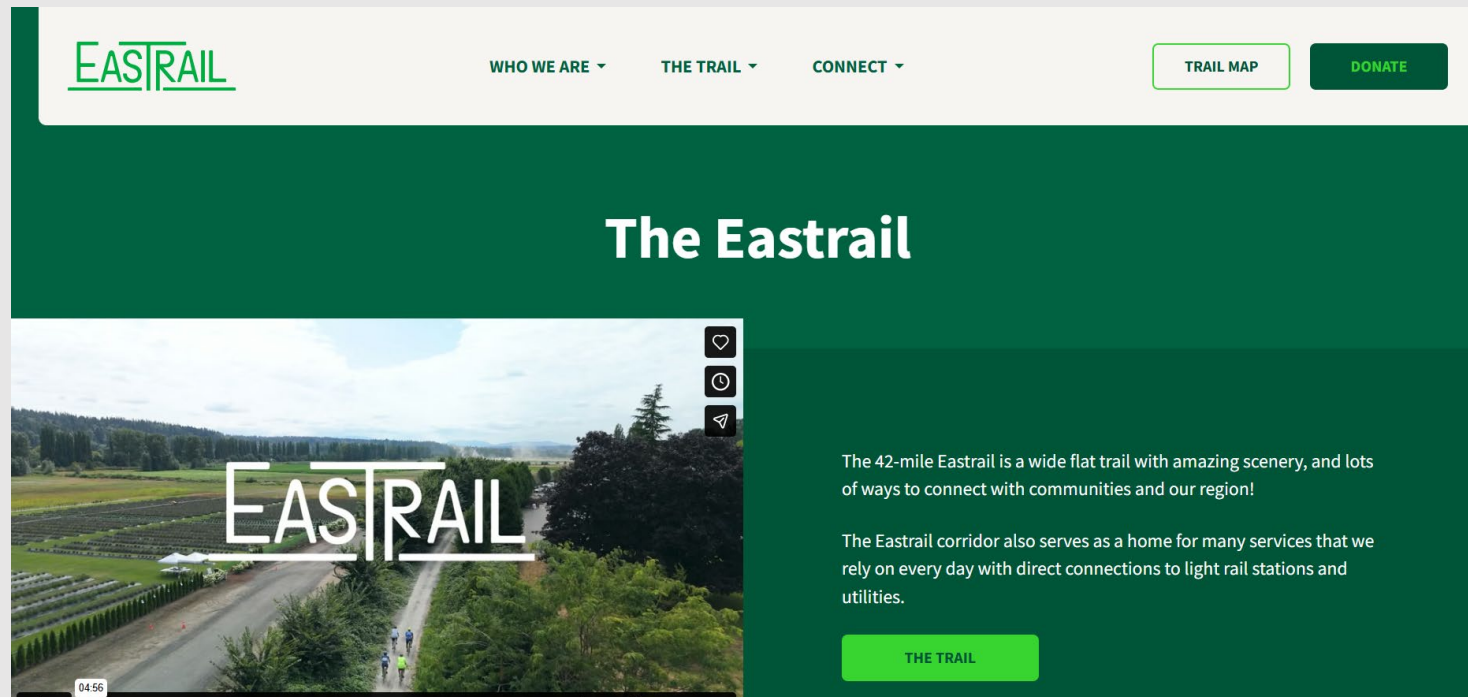 EASTRAIL
WHO WE ARE
THE TRAIL
CONNECT
TRAIL MAP
DONATE
The Eastrail
EASTRAIL
The 42-mile Eastrail is a wide flat trail with amazing scenery, and lots
of ways to connect with communities and our region!
The Eastrail corridor also serves as a home for many services that we
rely on every day with direct connections to light rail stations and
utilities.
THE TRAIL
04:56